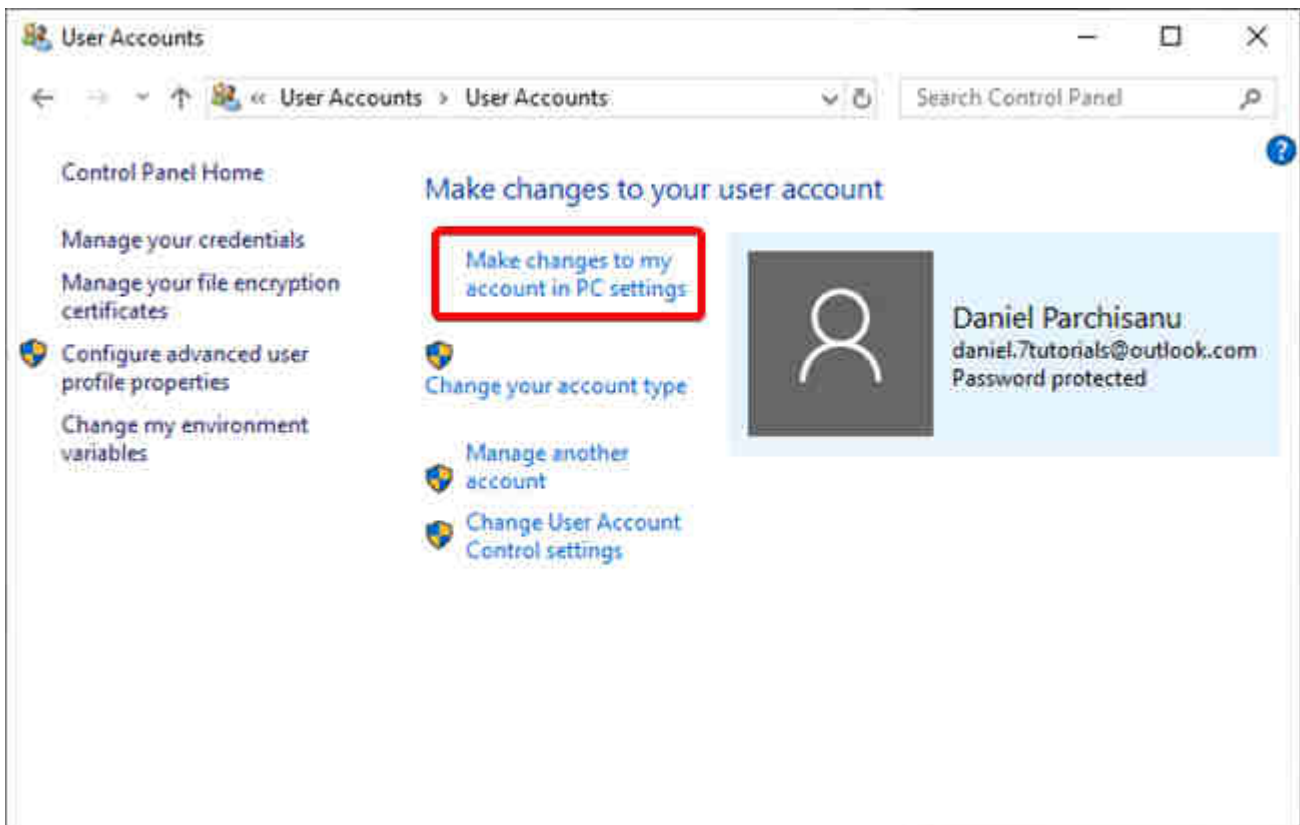 User Accounts
« User Accounts > User Accounts
Search Control Panel
Control Panel Home
Manage your credentials
Manage your file encryption
certificates
Configure advanced user
profile properties
Change my environment
variables
Make changes to your user account
Make changes to my
account in PC settings
Change your account type
Manage another
account
Change User Account
Control settings
Daniel Parchisanu
daniel.7tutorials@outlook.com
Password protected